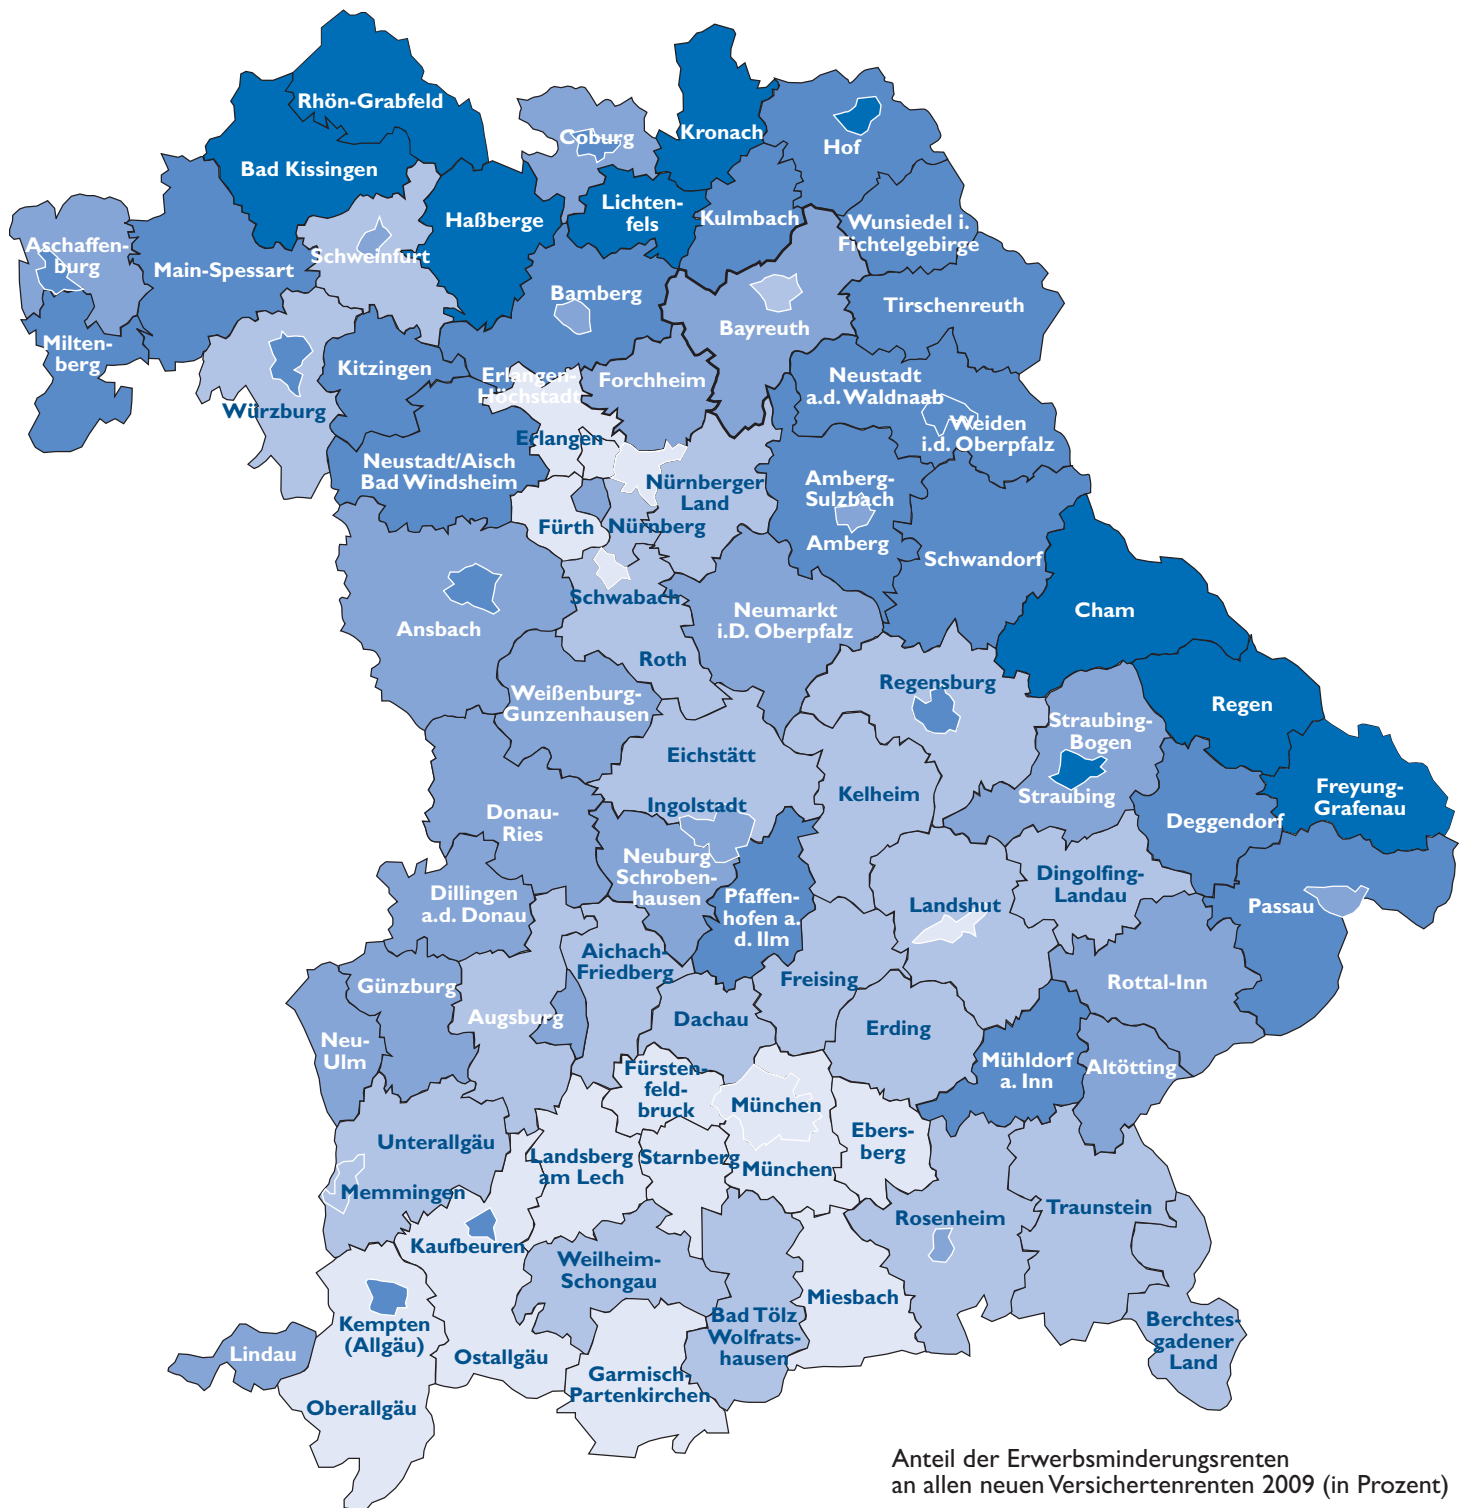 Rhön-Grabfeld
Kronach
Coburg
Hof
Bad Kissingen
Lichten-
fels
Haßberge
Kulmbach
Wunsiedel i.
Fichtelgebirge
Aschaffen-
burg
Main-Spessart
Schweinfurt
Bamberg
Tirschenreuth
Bayreuth
Milten-
berg
Kitzingen
Erlangen-
Höchstadt
Forchheim
Neustadt
a.d. Waldnaab
Würzburg
Weiden
i.d. Oberpfalz
Erlangen
Neustadt/Aisch
Bad Windsheim
Nürnberger
Land
Amberg-
Sulzbach
Fürth
Nürnberg
Amberg
Schwandorf
Schwabach
Cham
Ansbach
Neumarkt
i.D. Oberpfalz
Roth
Regensburg
Weißenburg-
Gunzenhausen
Regen
Straubing-
Bogen
Eichstätt
Kelheim
Straubing
Freyung-
Grafenau
Ingolstadt
Donau-
Ries
Deggendorf
Neuburg
Schroben-
hausen
Dingolfing-
Landau
Dillingen
a.d. Donau
Pfaffen-
hofen a.
d. Ilm
Landshut
Passau
Aichach-
Friedberg
Freising
Rottal-Inn
Günzburg
Augsburg
Dachau
Erding
Neu-
Ulm
Fürsten-
feld-
bruck
Mühldorf
a. Inn
Altötting
München
Unterallgäu
Ebers-
berg
Landsberg
am Lech
Starnberg
München
Memmingen
Traunstein
Rosenheim
Kaufbeuren
Weilheim-
Schongau
Miesbach
Kempten
(Allgäu)
Bad Tölz
Wolfrats-
hausen
Berchtes-
gadener
Land
Lindau
Ostallgäu
Garmisch-
Partenkirchen
Oberallgäu
Anteil der Erwerbsminderungsrenten
an allen neuen Versichertenrenten 2009 (in Prozent)